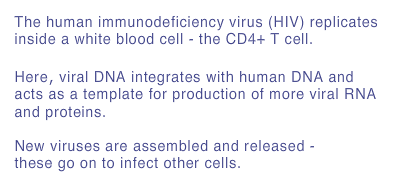 The human immunodeficiency virus (HIV) replicates
inside a white blood cell - the CD4+ T cell.
Here, viral DNA integrates with human DNA and
acts as a template for production of more viral RNA
and proteins.
New viruses are assembled and released -
these go on to infect other cells.